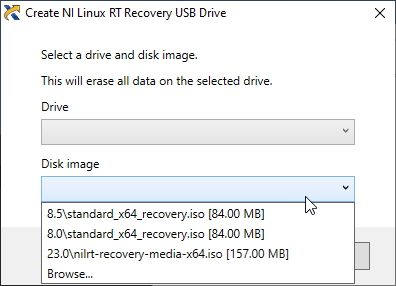 Create NI Linux RT Recovery USB Drive
Select a drive and disk image.
This will erase all data on the selected drive.
Drive
Disk image
8.5\standard_x64_recovery.iso [84.00 MB]
8.0\standard_x64_recovery.iso [84.00 MB]
23.0\nilrt-recovery-media-x64.iso [157.00 MB]
Browse...